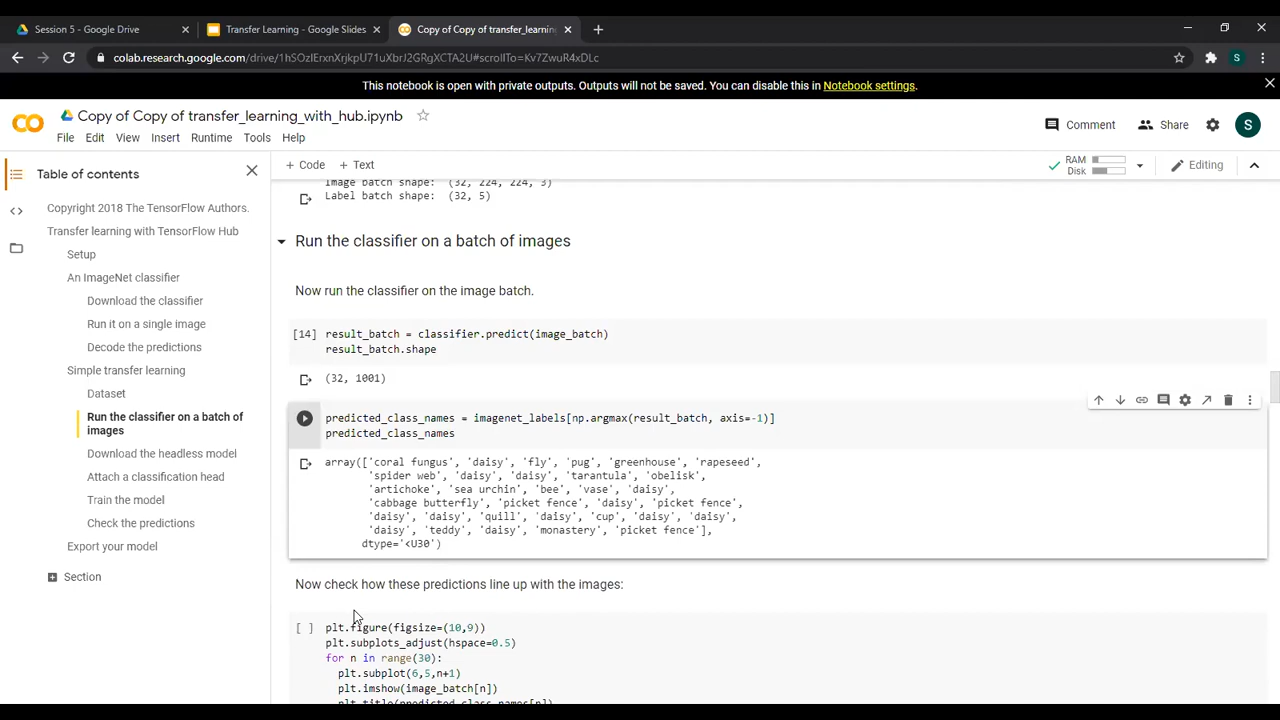 Session 5 - Google Drive
Transfer Learning - Google Slides
Copy of Copy of transfer_learning
colab.research.google.com/drive/1hSOzIErxnXrjkpU71uXbrJ2GRgXCTA2U#scrollTo=Kv7ZwuR4xDLc
S
This notebook is open with private outputs. Outputs will not be saved. You can disable this in Notebook settings.
CO
Copy of Copy of transfer_learning_with_hub.ipynb
Comment
Share
S
File Edit View Insert Runtime Tools Help
Table of contents
+ Code + Text
RAM
Disk
Editing
Copyright 2018 The TensorFlow Authors.
Transfer learning with TensorFlow Hub
Setup
An ImageNet classifier
Download the classifier
Run it on a single image
Decode the predictions
Simple transfer learning
Dataset
Run the classifier on a batch of
images
Download the headless model
Attach a classification head
Train the model
Check the predictions
Export your model
Section
Image batch shape: (32, 224, 224, 3)
Label batch shape: (32, 5)
Run the classifier on a batch of images
Now run the classifier on the image batch.
[14] result_batch = classifier.predict(image_batch)
result_batch.shape
(32, 1001)
predicted_class_names = imagenet_labels[np.argmax(result_batch, axis=-1)]
predicted_class_names
array(['coral fungus', 'daisy', 'fly', 'pug', 'greenhouse', 'rapeseed',
'spider web', 'daisy', 'daisy', 'tarantula', 'obelisk',
'artichoke', 'sea urchin', 'bee', 'vase', 'daisy',
'cabbage butterfly', 'picket fence', 'daisy', 'picket fence',
'daisy', 'daisy', 'quill', 'daisy', 'cup', 'daisy', 'daisy',
'daisy', 'teddy', 'daisy', 'monastery', 'picket fence'],
dtype='<U30')
Now check how these predictions line up with the images:
[ ] plt.figure(figsize=(10,9))
plt.subplots_adjust(hspace=0.5)
for n in range(30):
plt.subplot(6,5,n+1)
plt.imshow(image_batch[n])
plt.title(predicted_class_names[n])